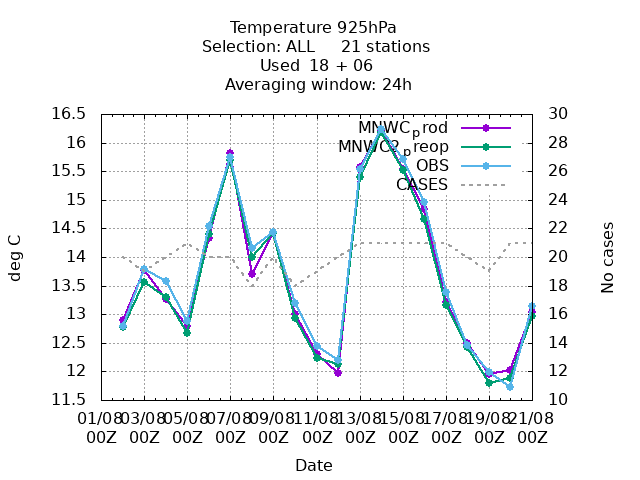 Temperature 925hPa
Selection: ALL     21 stations
Used  18 + 06
Averaging window: 24h
deg C
16.5
16
15.5
15
14.5
14
13.5
13
12.5
12
11.5
MNWC_prod
MNWC2_preop
OBS
CASES
30
28
26
24
22
20
18
16
14
12
10
No cases
01/08 03/08 05/08 07/08 09/08 11/08 13/08 15/08 17/08 19/08 21/08
00Z 00Z 00Z 00Z 00Z 00Z 00Z 00Z 00Z 00Z 00Z
Date